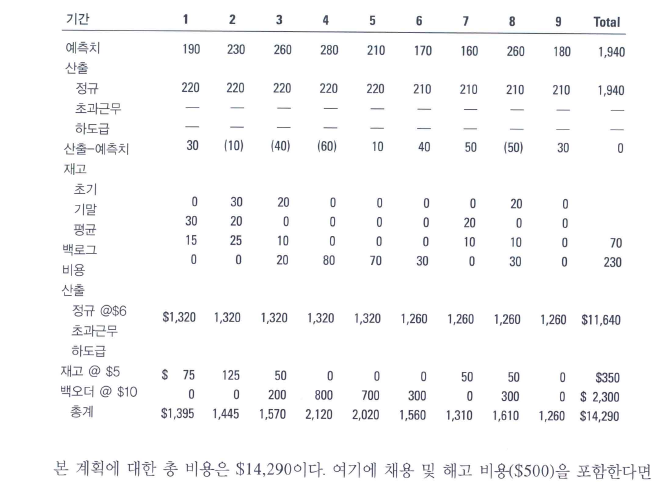 기간 1 2 3 4 5 6 7 8 9 Total
예측치 190 230 260 280 210 170 160 260 180 1,940
산출
정규 220 220 220 220 220 210 210 210 210 1,940
초과근무 — — — — — — — — — —
하도급 — — — — — — — — — —
산출-예측치 30 (10) (40) (60) 10 40 50 (50) 30 0
재고
초기 0 30 20 0 0 0 0 20 0
기말 30 20 0 0 0 0 20 0 0
평균 15 25 10 0 0 0 10 10 0 70
백로그 0 0 20 80 70 30 0 30 0 230
비용
산출
정규 @$6 $1,320 1,320 1,320 1,320 1,320 1,260 1,260 1,260 1,260 $11,640
초과근무
하도급
재고 @ $5 $ 75 125 50 0 0 0 50 50 0 $350
백오더 @ $10 0 0 200 800 700 300 0 300 0 $ 2,300
총계 $1,395 1,445 1,570 2,120 2,020 1,560 1,310 1,610 1,260 $14,290
본 계획에 대한 총 비용은 $14,290이다. 여기에 채용 및 해고 비용($500)을 포함한다면